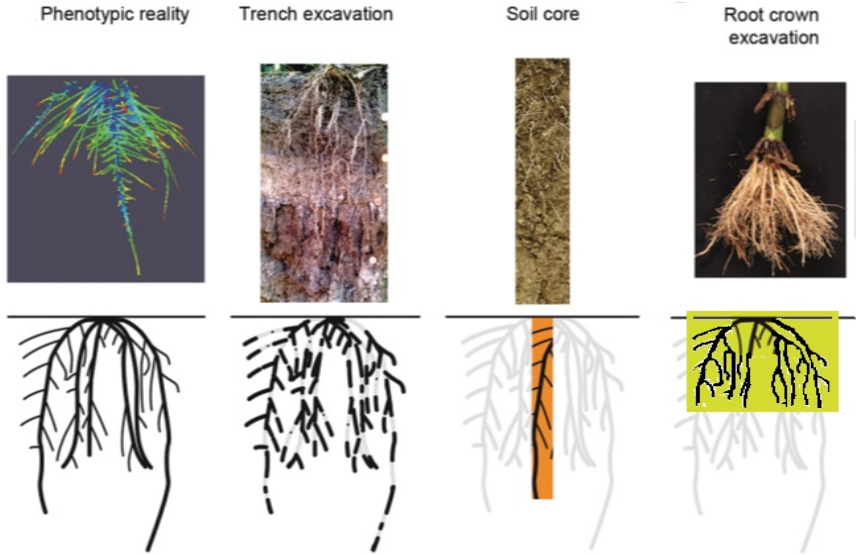 Phenotypic reality
Trench excavation
Soil core
Root crown
excavation